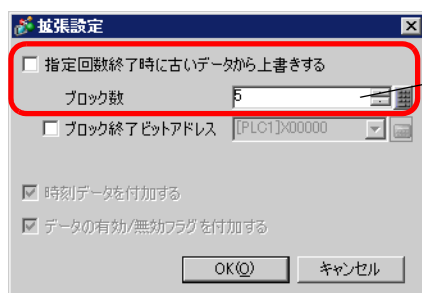 拡張設定
指定回数終了時に古いデータから上書きする
ブロック数 5
ブロック終了ビットアドレス [PLC1]X00000
時刻データを付加する
データの有効/無効フラグを付加する
OK(O) キャンセル